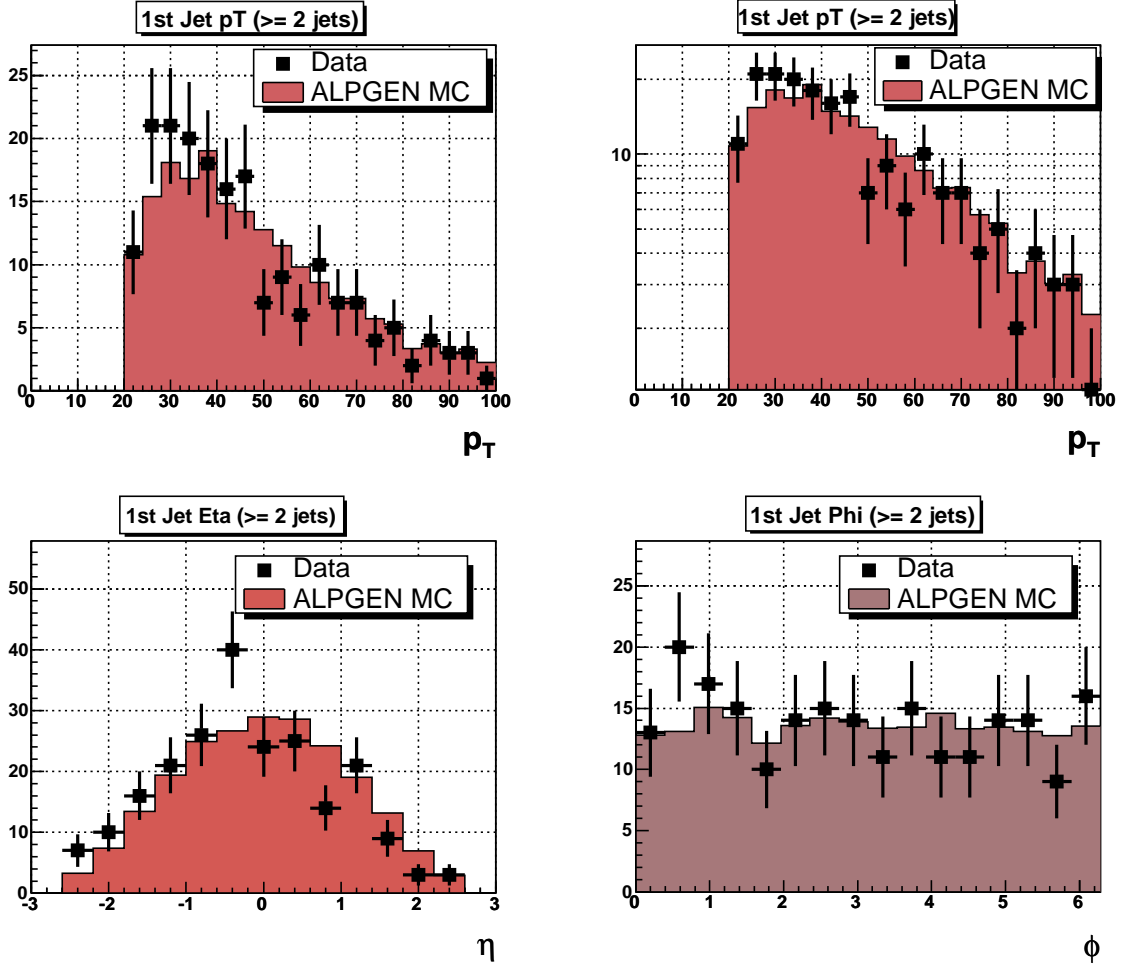 1st Jet pT (>= 2 jets)
Data
ALPGEN MC
25
20
15
10
5
0
0 10 20 30 40 50 60 70 80 90 100
pT
1st Jet pT (>= 2 jets)
Data
ALPGEN MC
10
0 10 20 30 40 50 60 70 80 90 100
pT
1st Jet Eta (>= 2 jets)
Data
ALPGEN MC
50
40
30
20
10
0
-3 -2 -1 0 1 2 3
η
1st Jet Phi (>= 2 jets)
Data
ALPGEN MC
25
20
15
10
5
0
0 1 2 3 4 5 6
ϕ